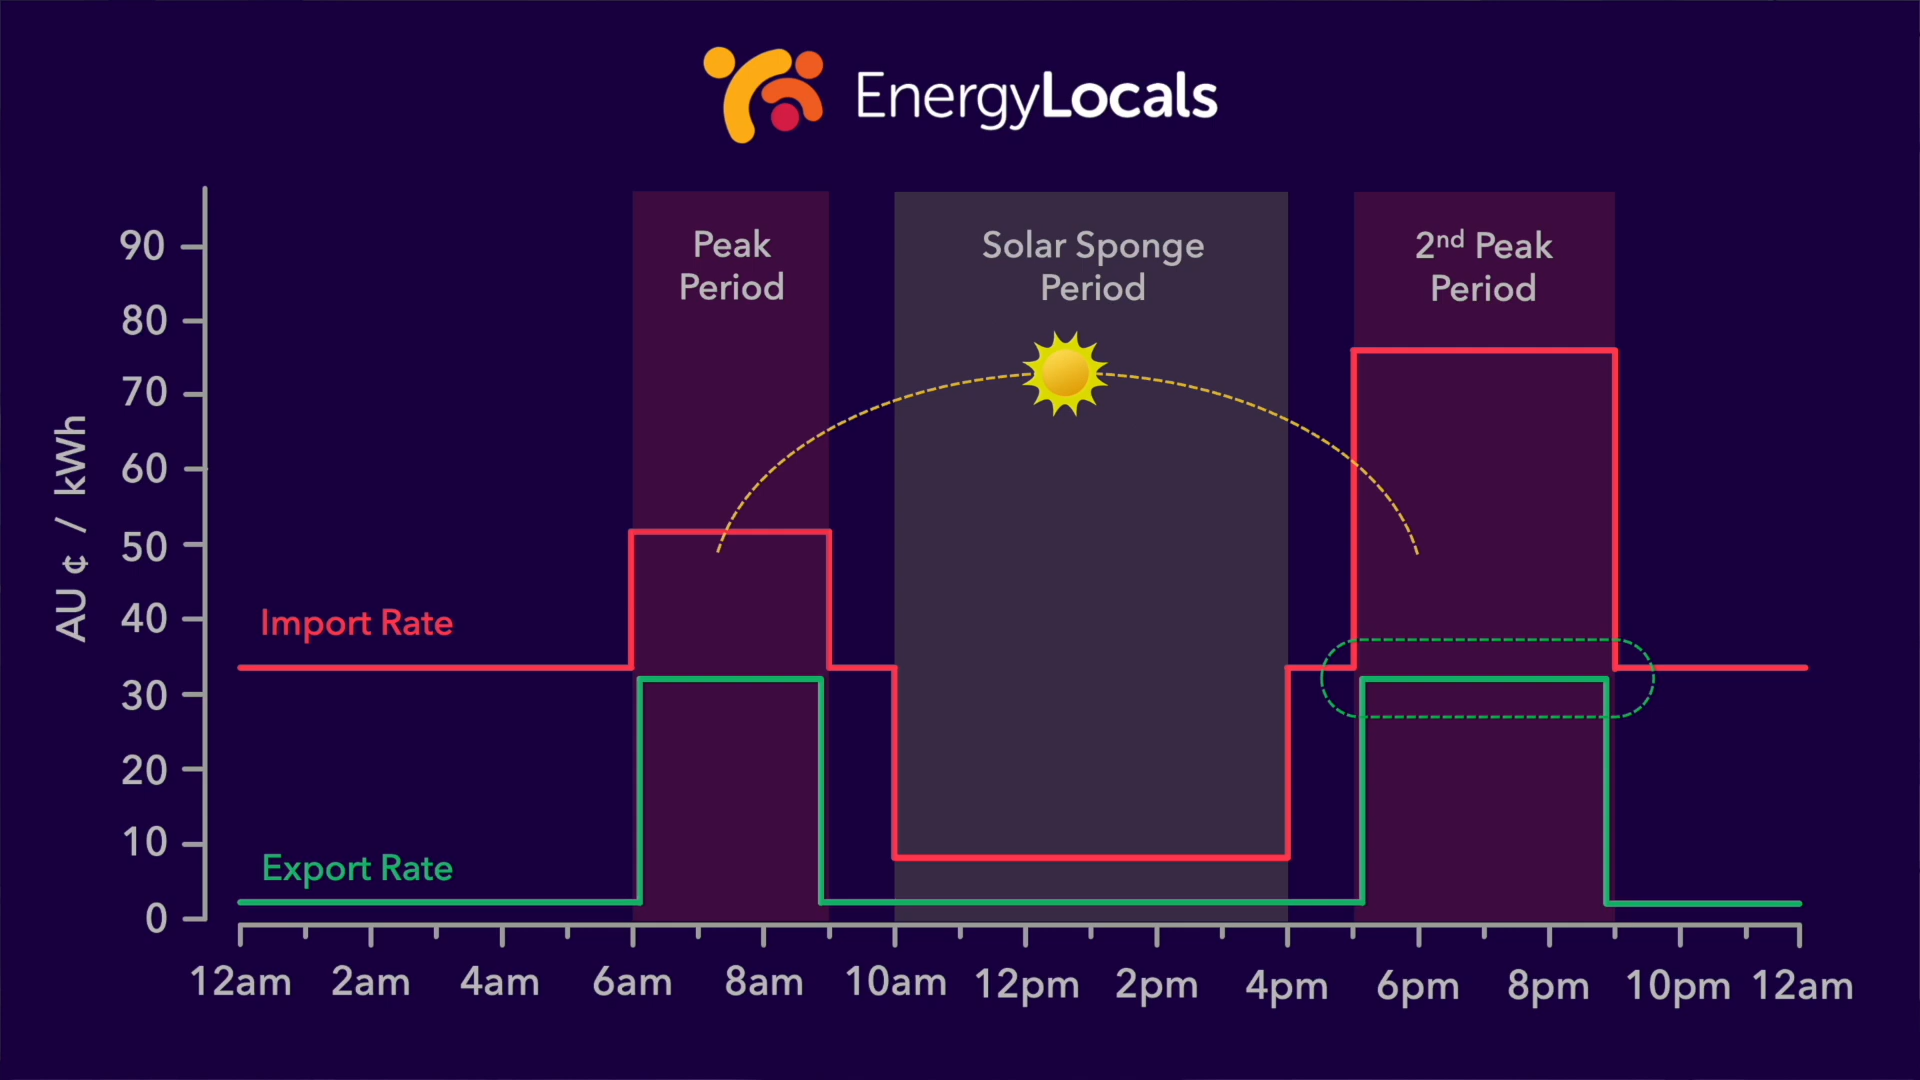 EnergyLocals
Peak
Period
Solar Sponge
Period
2nd Peak
Period
90
80
70
60
50
40
30
20
10
0
AU ¢ / kWh
Import Rate
Export Rate
12am 2am 4am 6am 8am 10am 12pm 2pm 4pm 6pm 8pm 10pm 12am